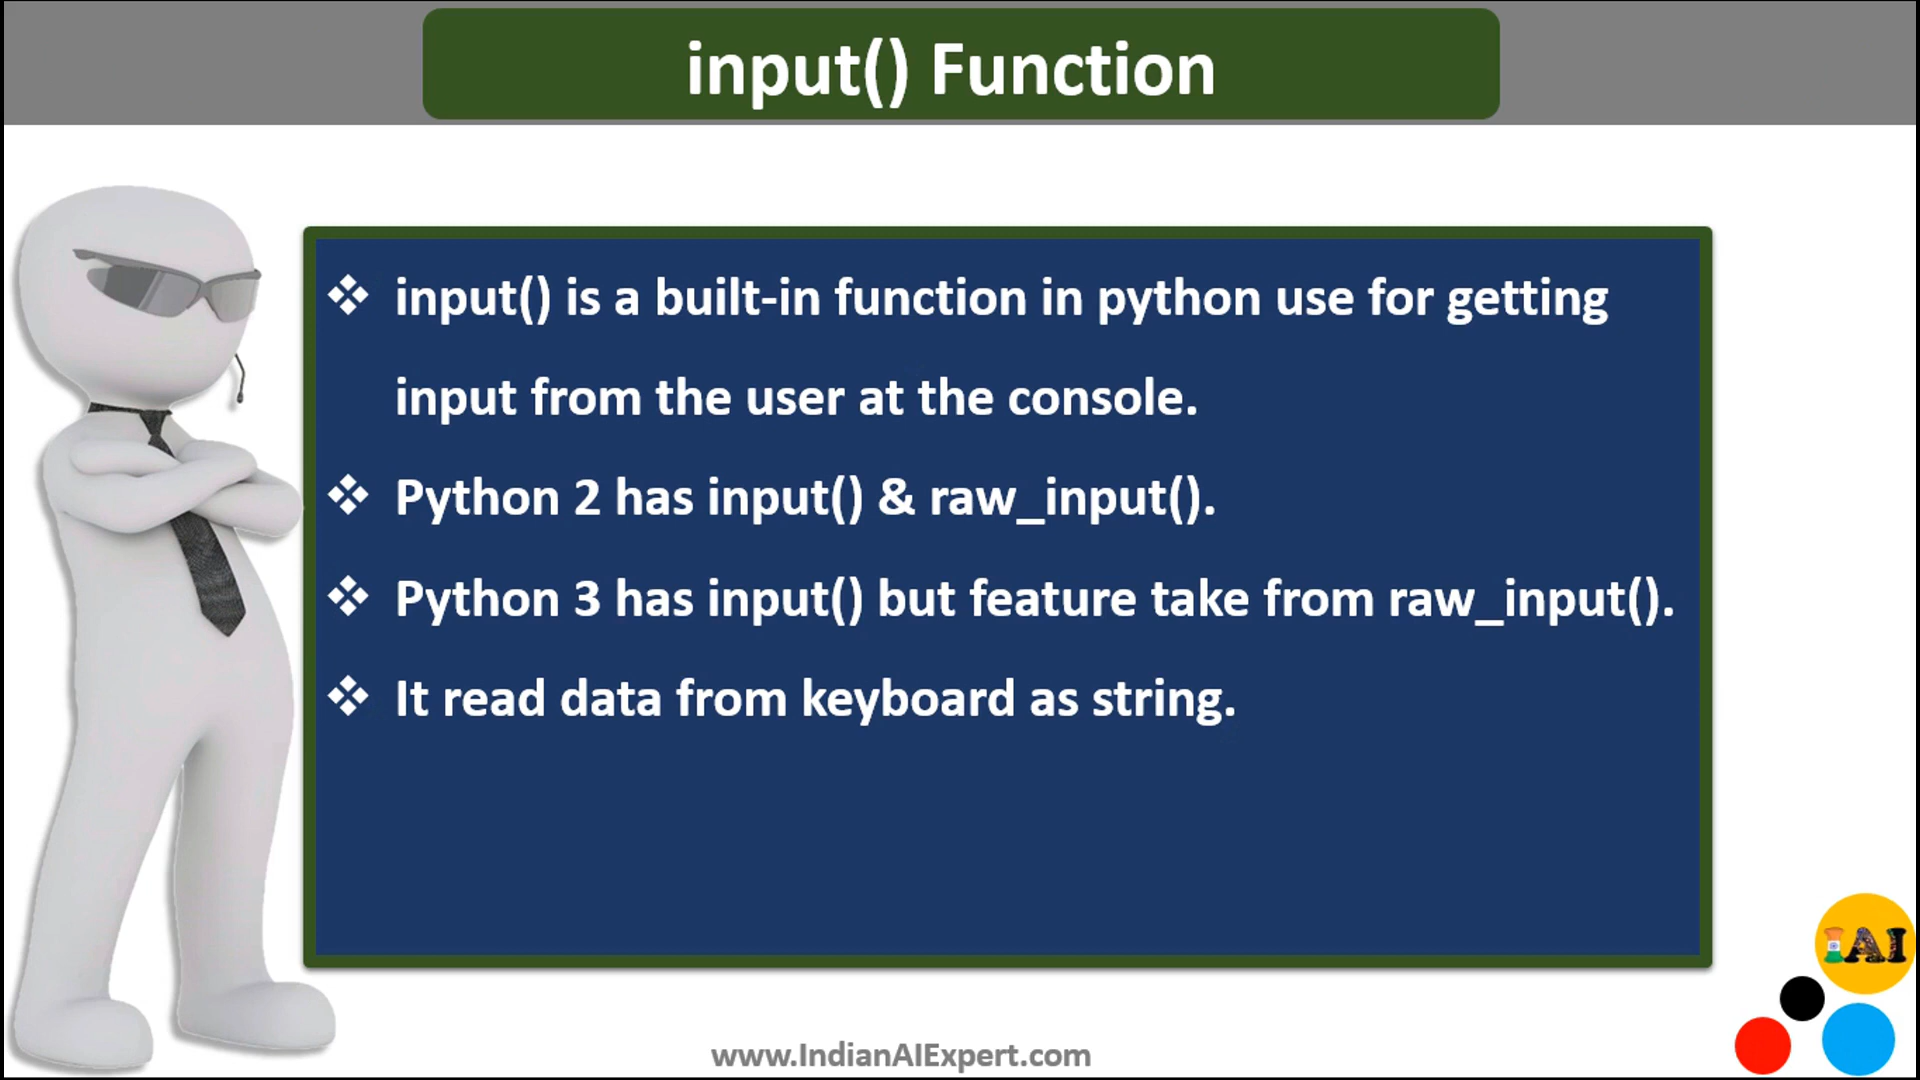 input() Function
❖ input() is a built-in function in python use for getting
input from the user at the console.
❖ Python 2 has input() & raw_input().
❖ Python 3 has input() but feature take from raw_input().
❖ It read data from keyboard as string.
IAI
www.IndianAIExpert.com